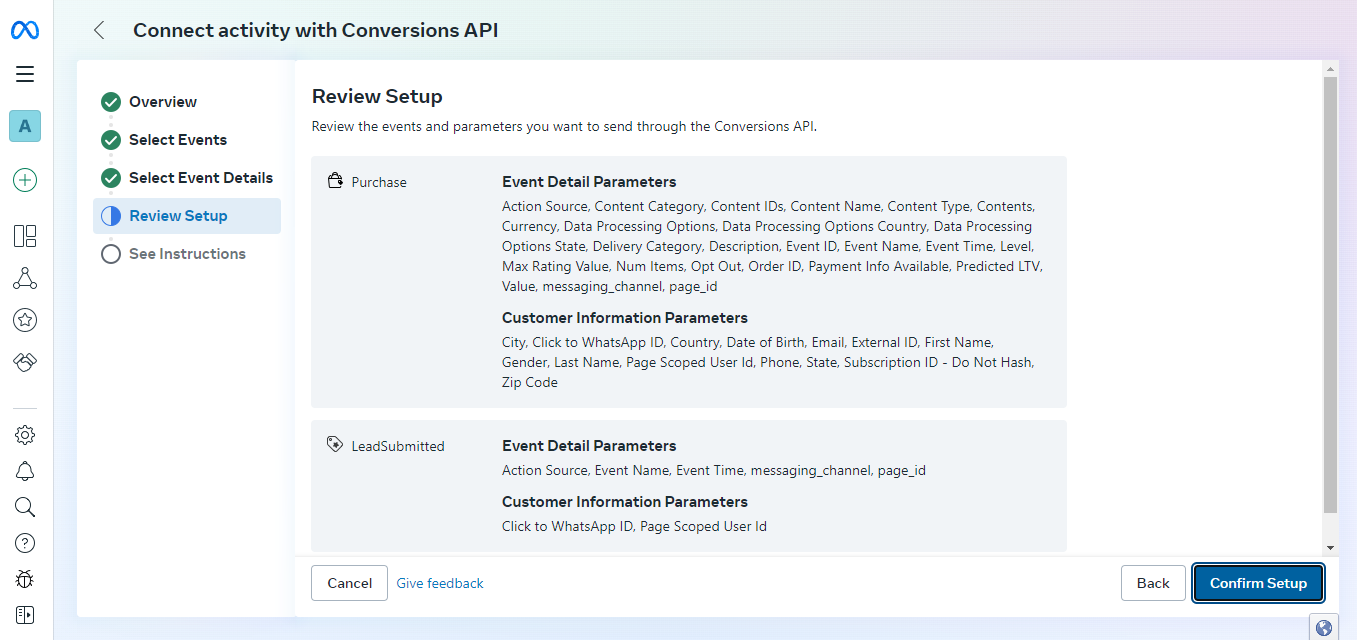 Connect activity with Conversions API
A
Overview
Select Events
Select Event Details
Review Setup
See Instructions
Review Setup
Review the events and parameters you want to send through the Conversions API.
Purchase
Event Detail Parameters
Action Source, Content Category, Content IDs, Content Name, Content Type, Contents,
Currency, Data Processing Options, Data Processing Options Country, Data Processing
Options State, Delivery Category, Description, Event ID, Event Name, Event Time, Level,
Max Rating Value, Num Items, Opt Out, Order ID, Payment Info Available, Predicted LTV,
Value, messaging_channel, page_id
Customer Information Parameters
City, Click to WhatsApp ID, Country, Date of Birth, Email, External ID, First Name,
Gender, Last Name, Page Scoped User Id, Phone, State, Subscription ID - Do Not Hash,
Zip Code
LeadSubmitted
Event Detail Parameters
Action Source, Event Name, Event Time, messaging_channel, page_id
Customer Information Parameters
Click to WhatsApp ID, Page Scoped User Id
Cancel
Give feedback
Back
Confirm Setup